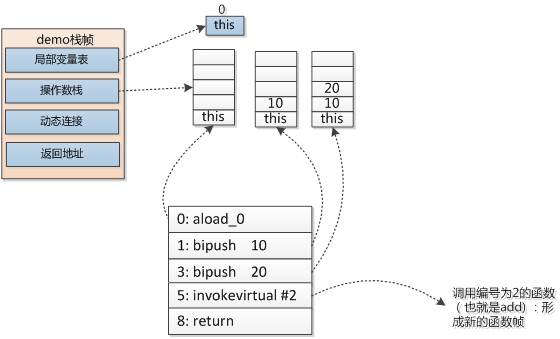 0
this
demo栈帧
局部变量表
操作数栈
动态连接
返回地址
this
10
this
20
10
this
0: aload_0
1: bipush 10
3: bipush 20
5: invokevirtual #2
8: return
调用编号为2的函数
（也就是add）: 形
成新的函数帧